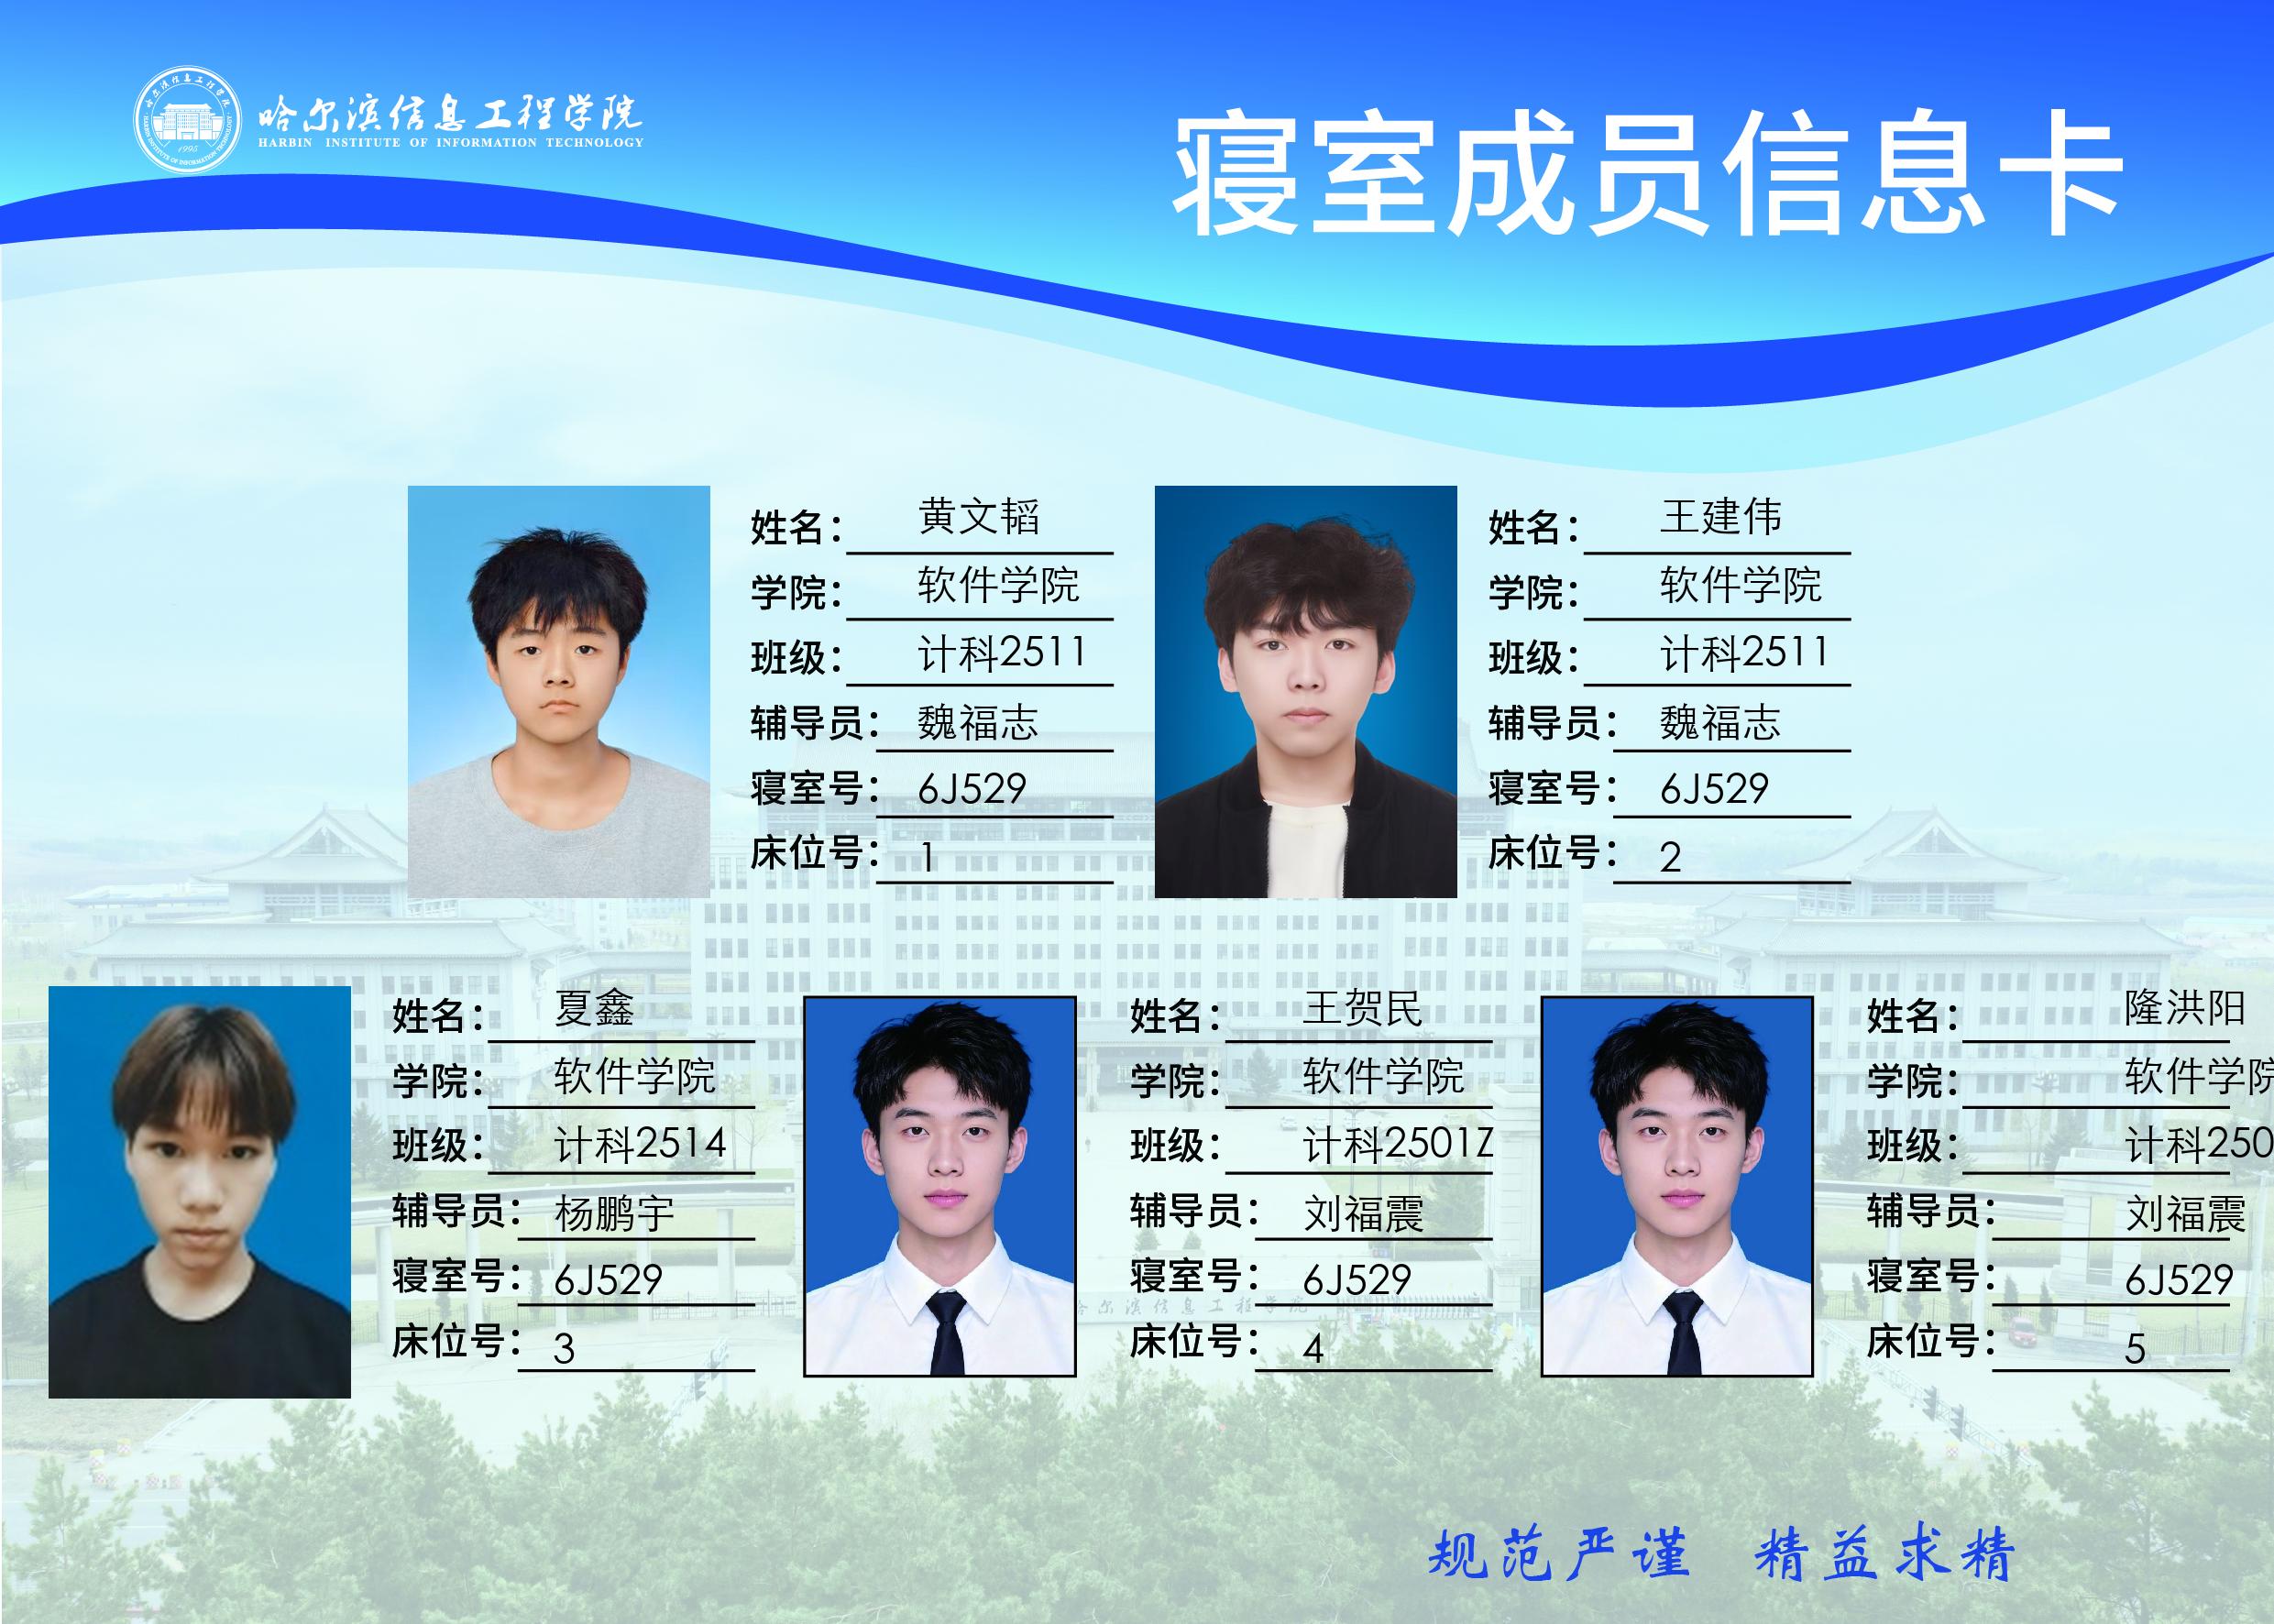 哈尔滨信息工程学院
HARBIN INSTITUTE OF INFORMATION TECHNOLOGY
1995
寝室成员信息卡
姓名： 黄文韬
学院： 软件学院
班级： 计科2511
辅导员： 魏福志
寝室号： 6J529
床位号： 1
姓名： 王建伟
学院： 软件学院
班级： 计科2511
辅导员： 魏福志
寝室号： 6J529
床位号： 2
姓名： 夏鑫
学院： 软件学院
班级： 计科2514
辅导员： 杨鹏宇
寝室号： 6J529
床位号： 3
姓名： 王贺民
学院： 软件学院
班级： 计科2501Z
辅导员： 刘福震
寝室号： 6J529
床位号： 4
姓名： 隆洪阳
学院： 软件学院
班级： 计科250
辅导员： 刘福震
寝室号： 6J529
床位号： 5
哈尔滨信息工程学院
规范严谨 精益求精